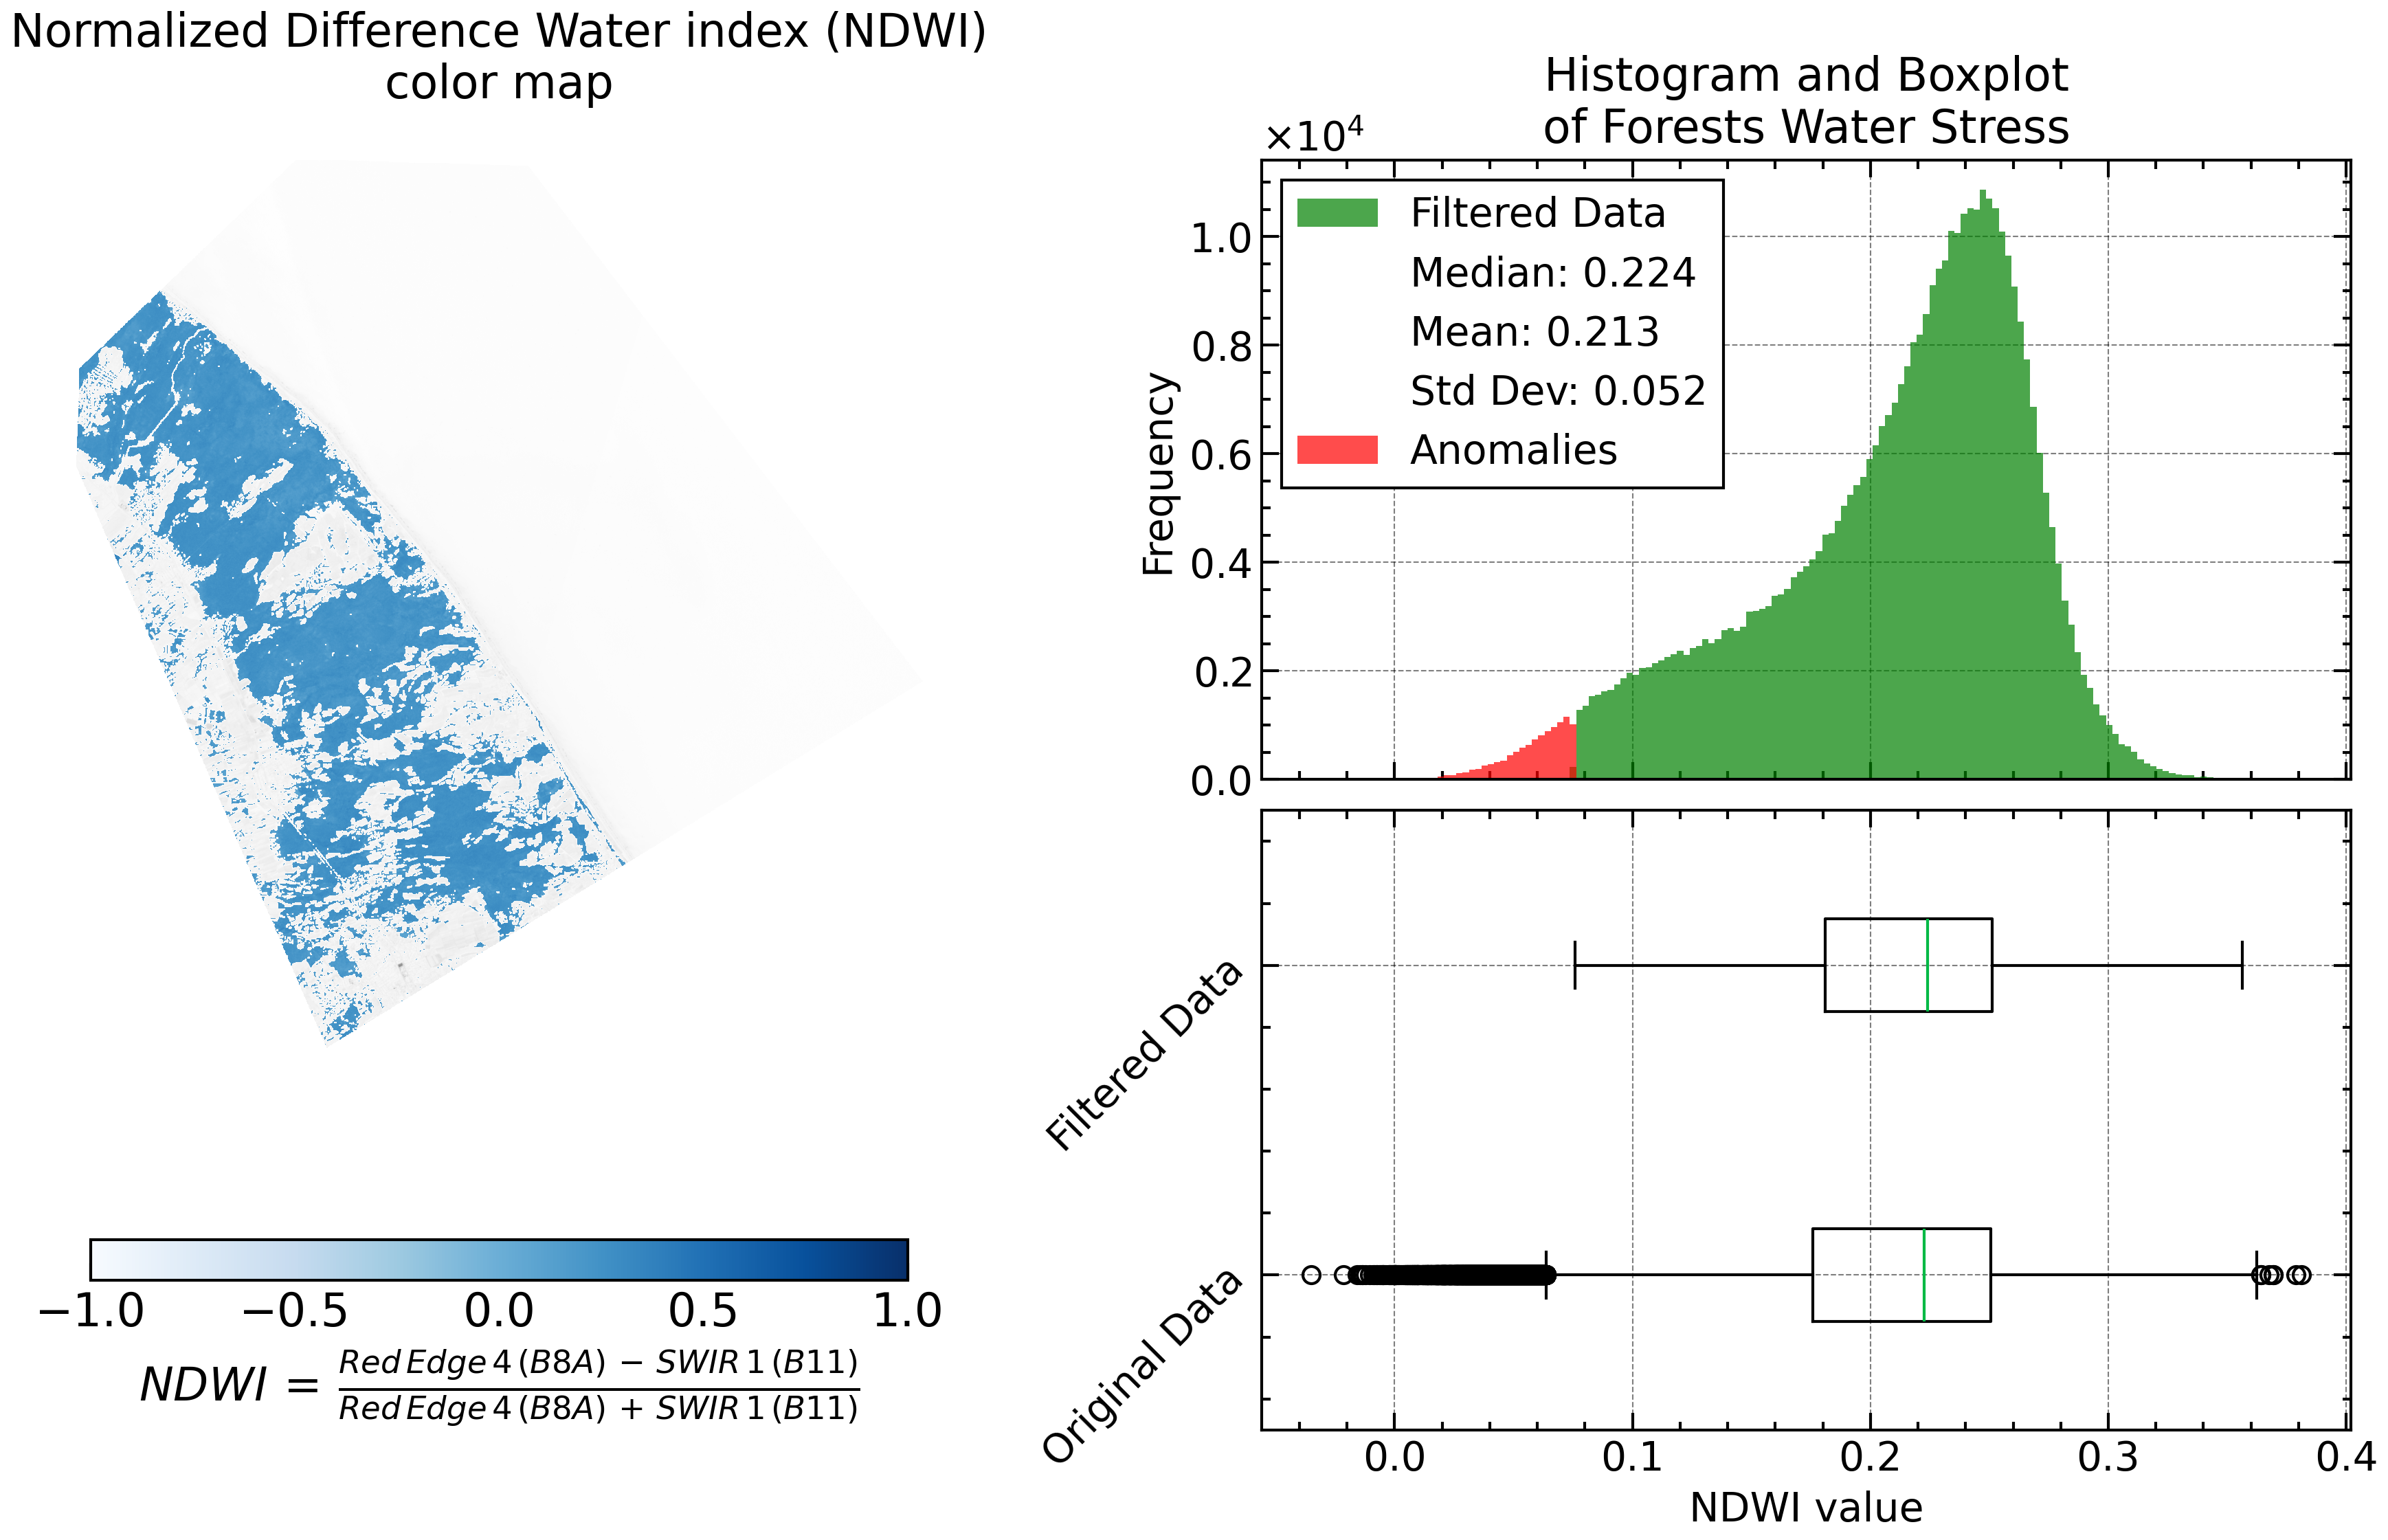 Normalized Difference Water index (NDWI)
color map
−1.0 −0.5 0.0 0.5 1.0
NDWI = Red Edge 4 (B8A) − SWIR 1 (B11)
Red Edge 4 (B8A) + SWIR 1 (B11)
Histogram and Boxplot
of Forests Water Stress
×10⁴
1.0
0.8
0.6
0.4
0.2
0.0
Frequency
Filtered Data
Median: 0.224
Mean: 0.213
Std Dev: 0.052
Anomalies
Filtered Data
Original Data
0.0 0.1 0.2 0.3 0.4
NDWI value